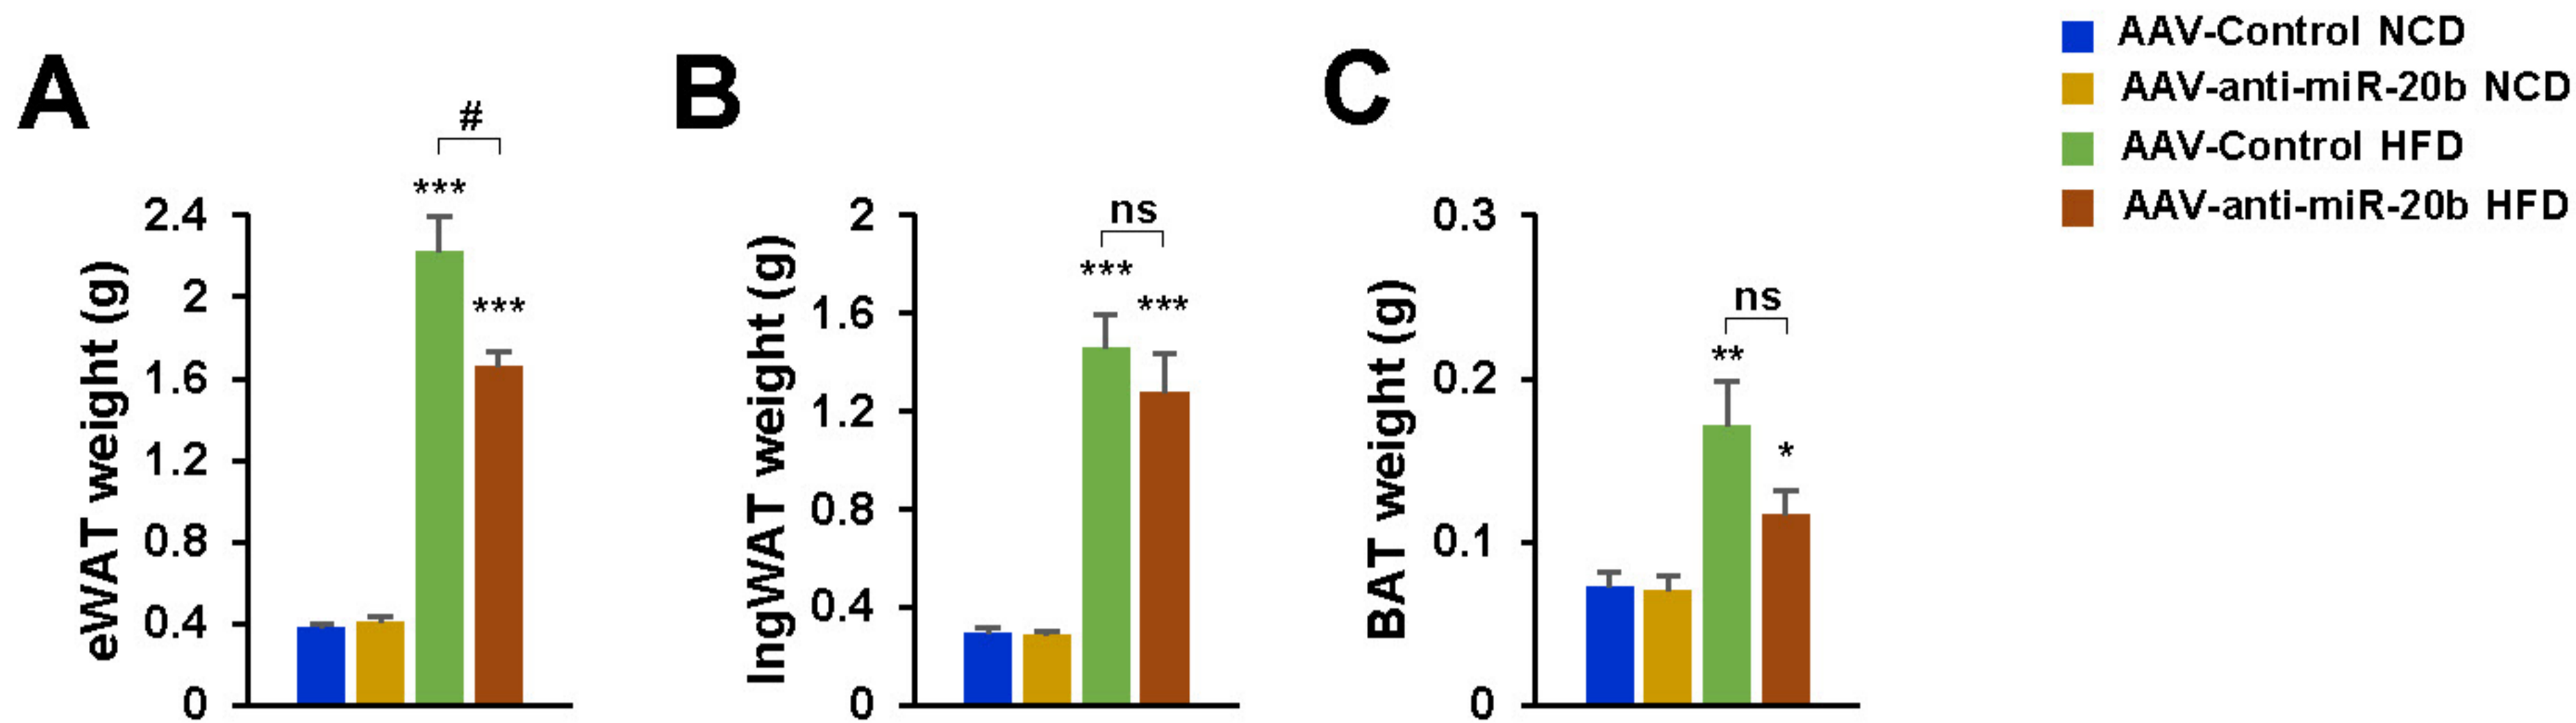 A
eWAT weight (g)
2.4
2
1.6
1.2
0.8
0.4
0
#
***
***
B
IngWAT weight (g)
2
1.6
1.2
0.8
0.4
0
ns
***
***
C
BAT weight (g)
0.3
0.2
0.1
0
ns
**
*
AAV-Control NCD
AAV-anti-miR-20b NCD
AAV-Control HFD
AAV-anti-miR-20b HFD